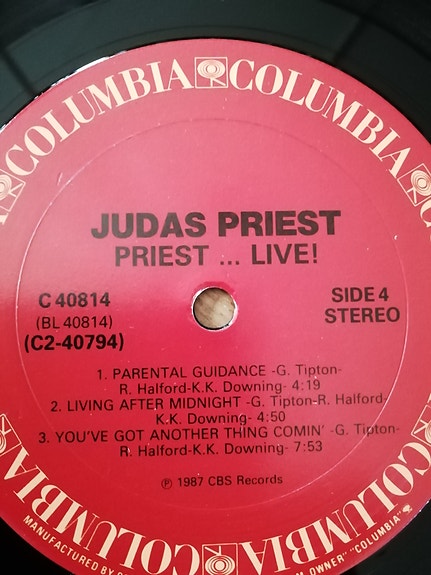 COLUMBIA COLUMBIA
JUDAS PRIEST
PRIEST ... LIVE!
C 40814
(BL 40814)
(C2-40794)
SIDE 4
STEREO
1. PARENTAL GUIDANCE -G. Tipton-
R. Halford-K.K. Downing- 4:19
2. LIVING AFTER MIDNIGHT -G. Tipton-R. Halford-
K.K. Downing- 4:50
3. YOU'VE GOT ANOTHER THING COMIN' -G. Tipton-
R. Halford-K.K. Downing- 7:53
℗ 1987 CBS Records
COLUMBIA COLUMBIA
MANUFACTURED BY
OWNER "COLUMBIA"